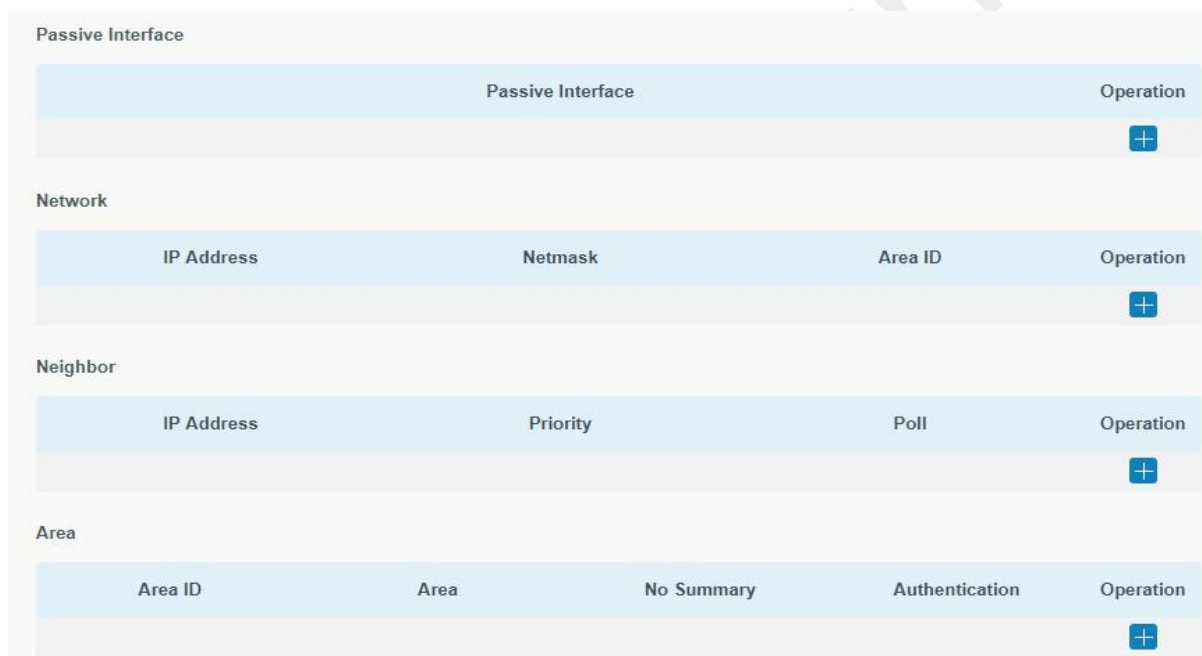 Passive Interface
Passive Interface Operation
Network
IP Address Netmask Area ID Operation
Neighbor
IP Address Priority Poll Operation
Area
Area ID Area No Summary Authentication Operation